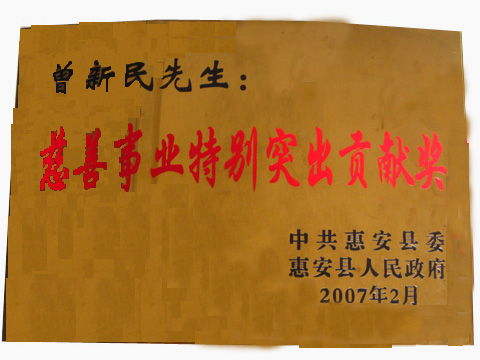 曾新民先生：
慈善事业特别突出贡献奖
中共惠安县委
惠安县人民政府
2007年2月